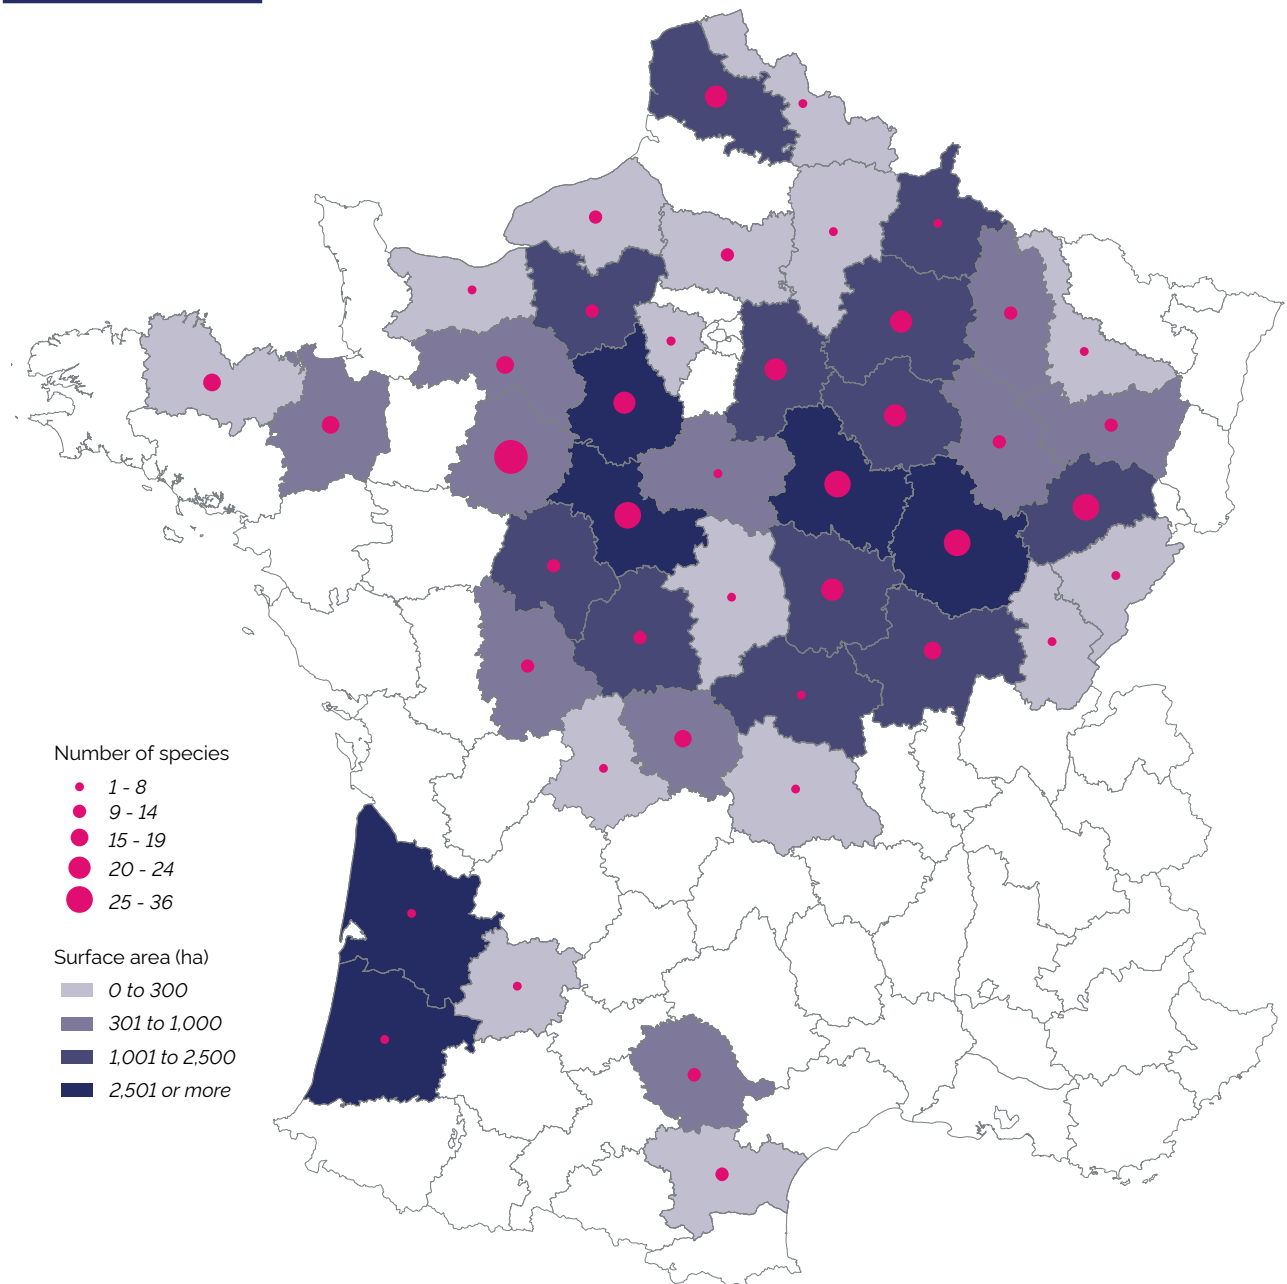 Number of species
1 - 8
9 - 14
15 - 19
20 - 24
25 - 36
Surface area (ha)
0 to 300
301 to 1,000
1,001 to 2,500
2,501 or more